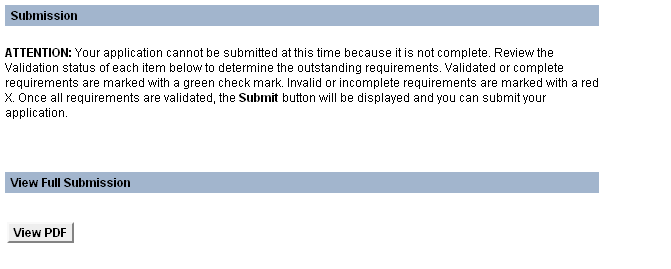 Submission
ATTENTION: Your application cannot be submitted at this time because it is not complete. Review the
Validation status of each item below to determine the outstanding requirements. Validated or complete
requirements are marked with a green check mark. Invalid or incomplete requirements are marked with a red
X. Once all requirements are validated, the Submit button will be displayed and you can submit your
application.
View Full Submission
View PDF